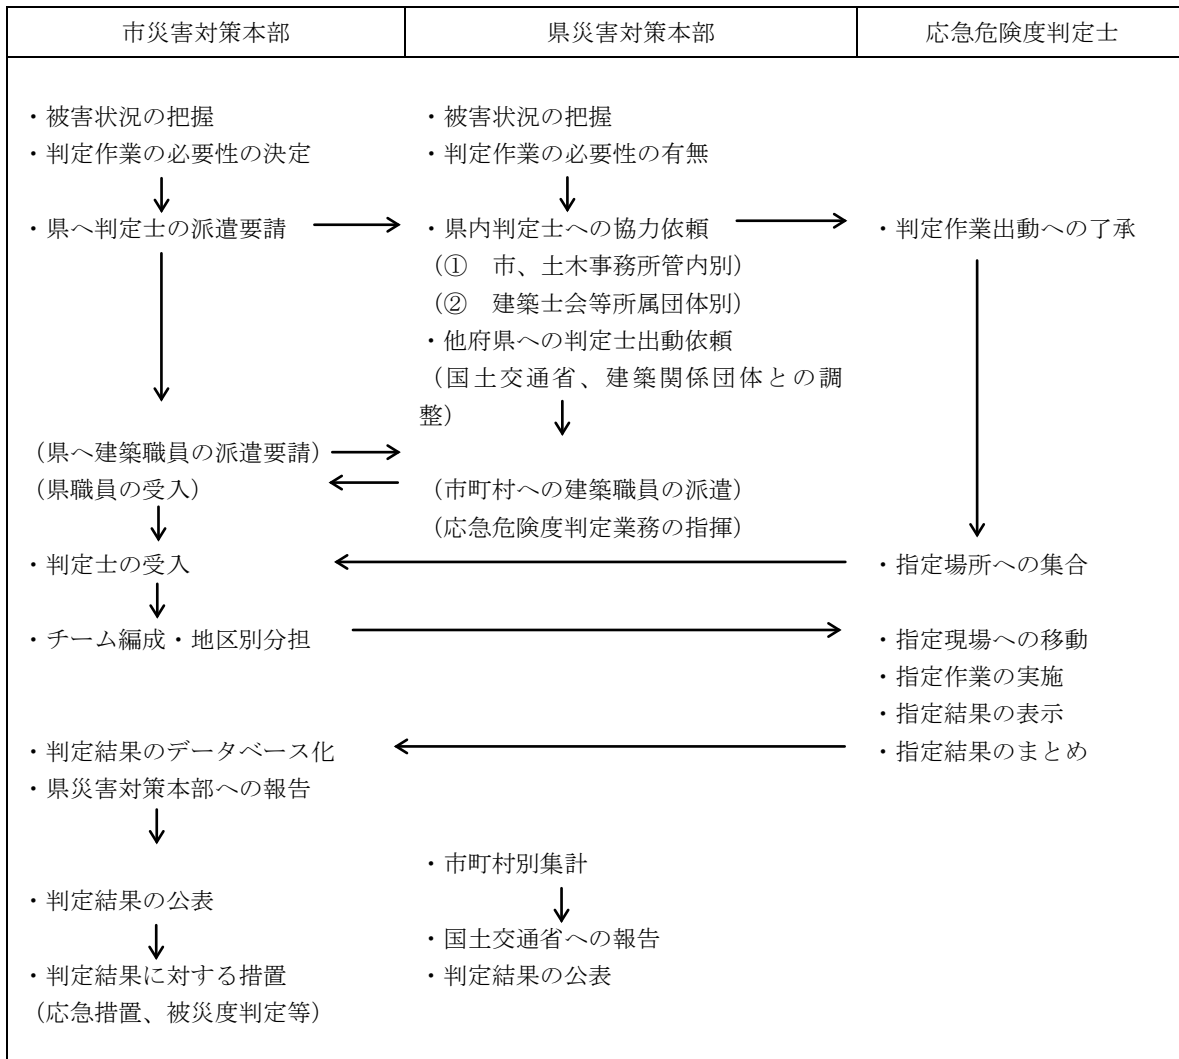 市災害対策本部
県災害対策本部
応急危険度判定士
・被害状況の把握
・判定作業の必要性の決定
・県へ判定士の派遣要請
(県へ建築職員の派遣要請)
(県職員の受入)
・判定士の受入
・チーム編成・地区別分担
・判定結果のデータベース化
・県災害対策本部への報告
・判定結果の公表
・判定結果に対する措置
(応急措置、被災度判定等)
・被害状況の把握
・判定作業の必要性の有無
・県内判定士への協力依頼
(① 市、土木事務所管内別)
(② 建築士会等所属団体別)
・他府県への判定士出動依頼
(国土交通省、建築関係団体との調
整)
(市町村への建築職員の派遣)
(応急危険度判定業務の指揮)
・市町村別集計
・国土交通省への報告
・判定結果の公表
・判定作業出動への了承
・指定場所への集合
・指定現場への移動
・指定作業の実施
・指定結果の表示
・指定結果のまとめ